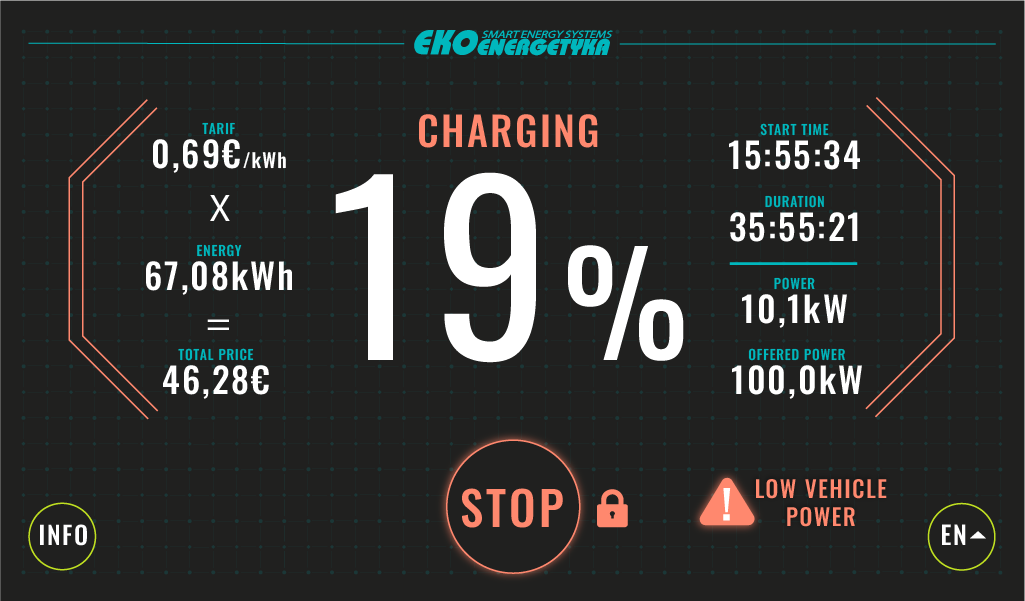 SMART ENERGY SYSTEMS
EKOENERGETYKA
TARIF
0,69€/kWh
X
ENERGY
67,08kWh
=
TOTAL PRICE
46,28€
CHARGING
19%
START TIME
15:55:34
DURATION
35:55:21
POWER
10,1kW
OFFERED POWER
100,0kW
INFO
STOP
!
LOW VEHICLE
POWER
EN